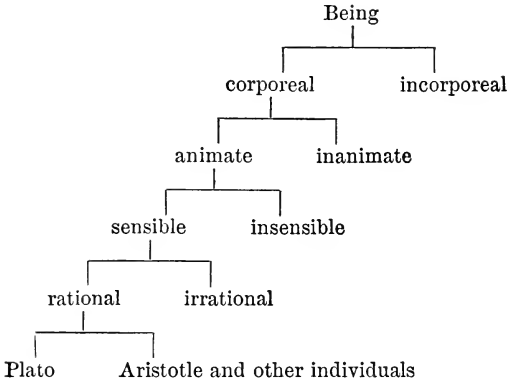 Being
corporeal incorporeal
animate inanimate
sensible insensible
rational irrational
Plato Aristotle and other individuals